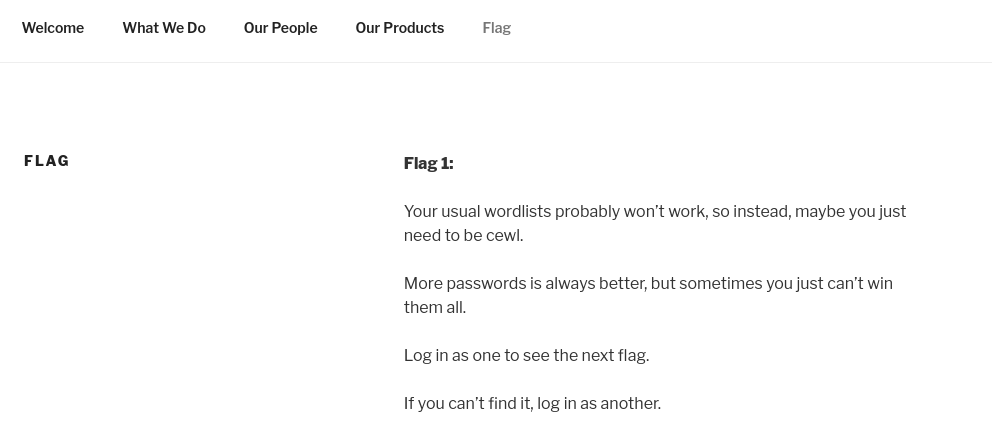 Welcome What We Do Our People Our Products Flag
FLAG
Flag 1:
Your usual wordlists probably won’t work, so instead, maybe you just
need to be cewl.
More passwords is always better, but sometimes you just can’t win
them all.
Log in as one to see the next flag.
If you can’t find it, log in as another.